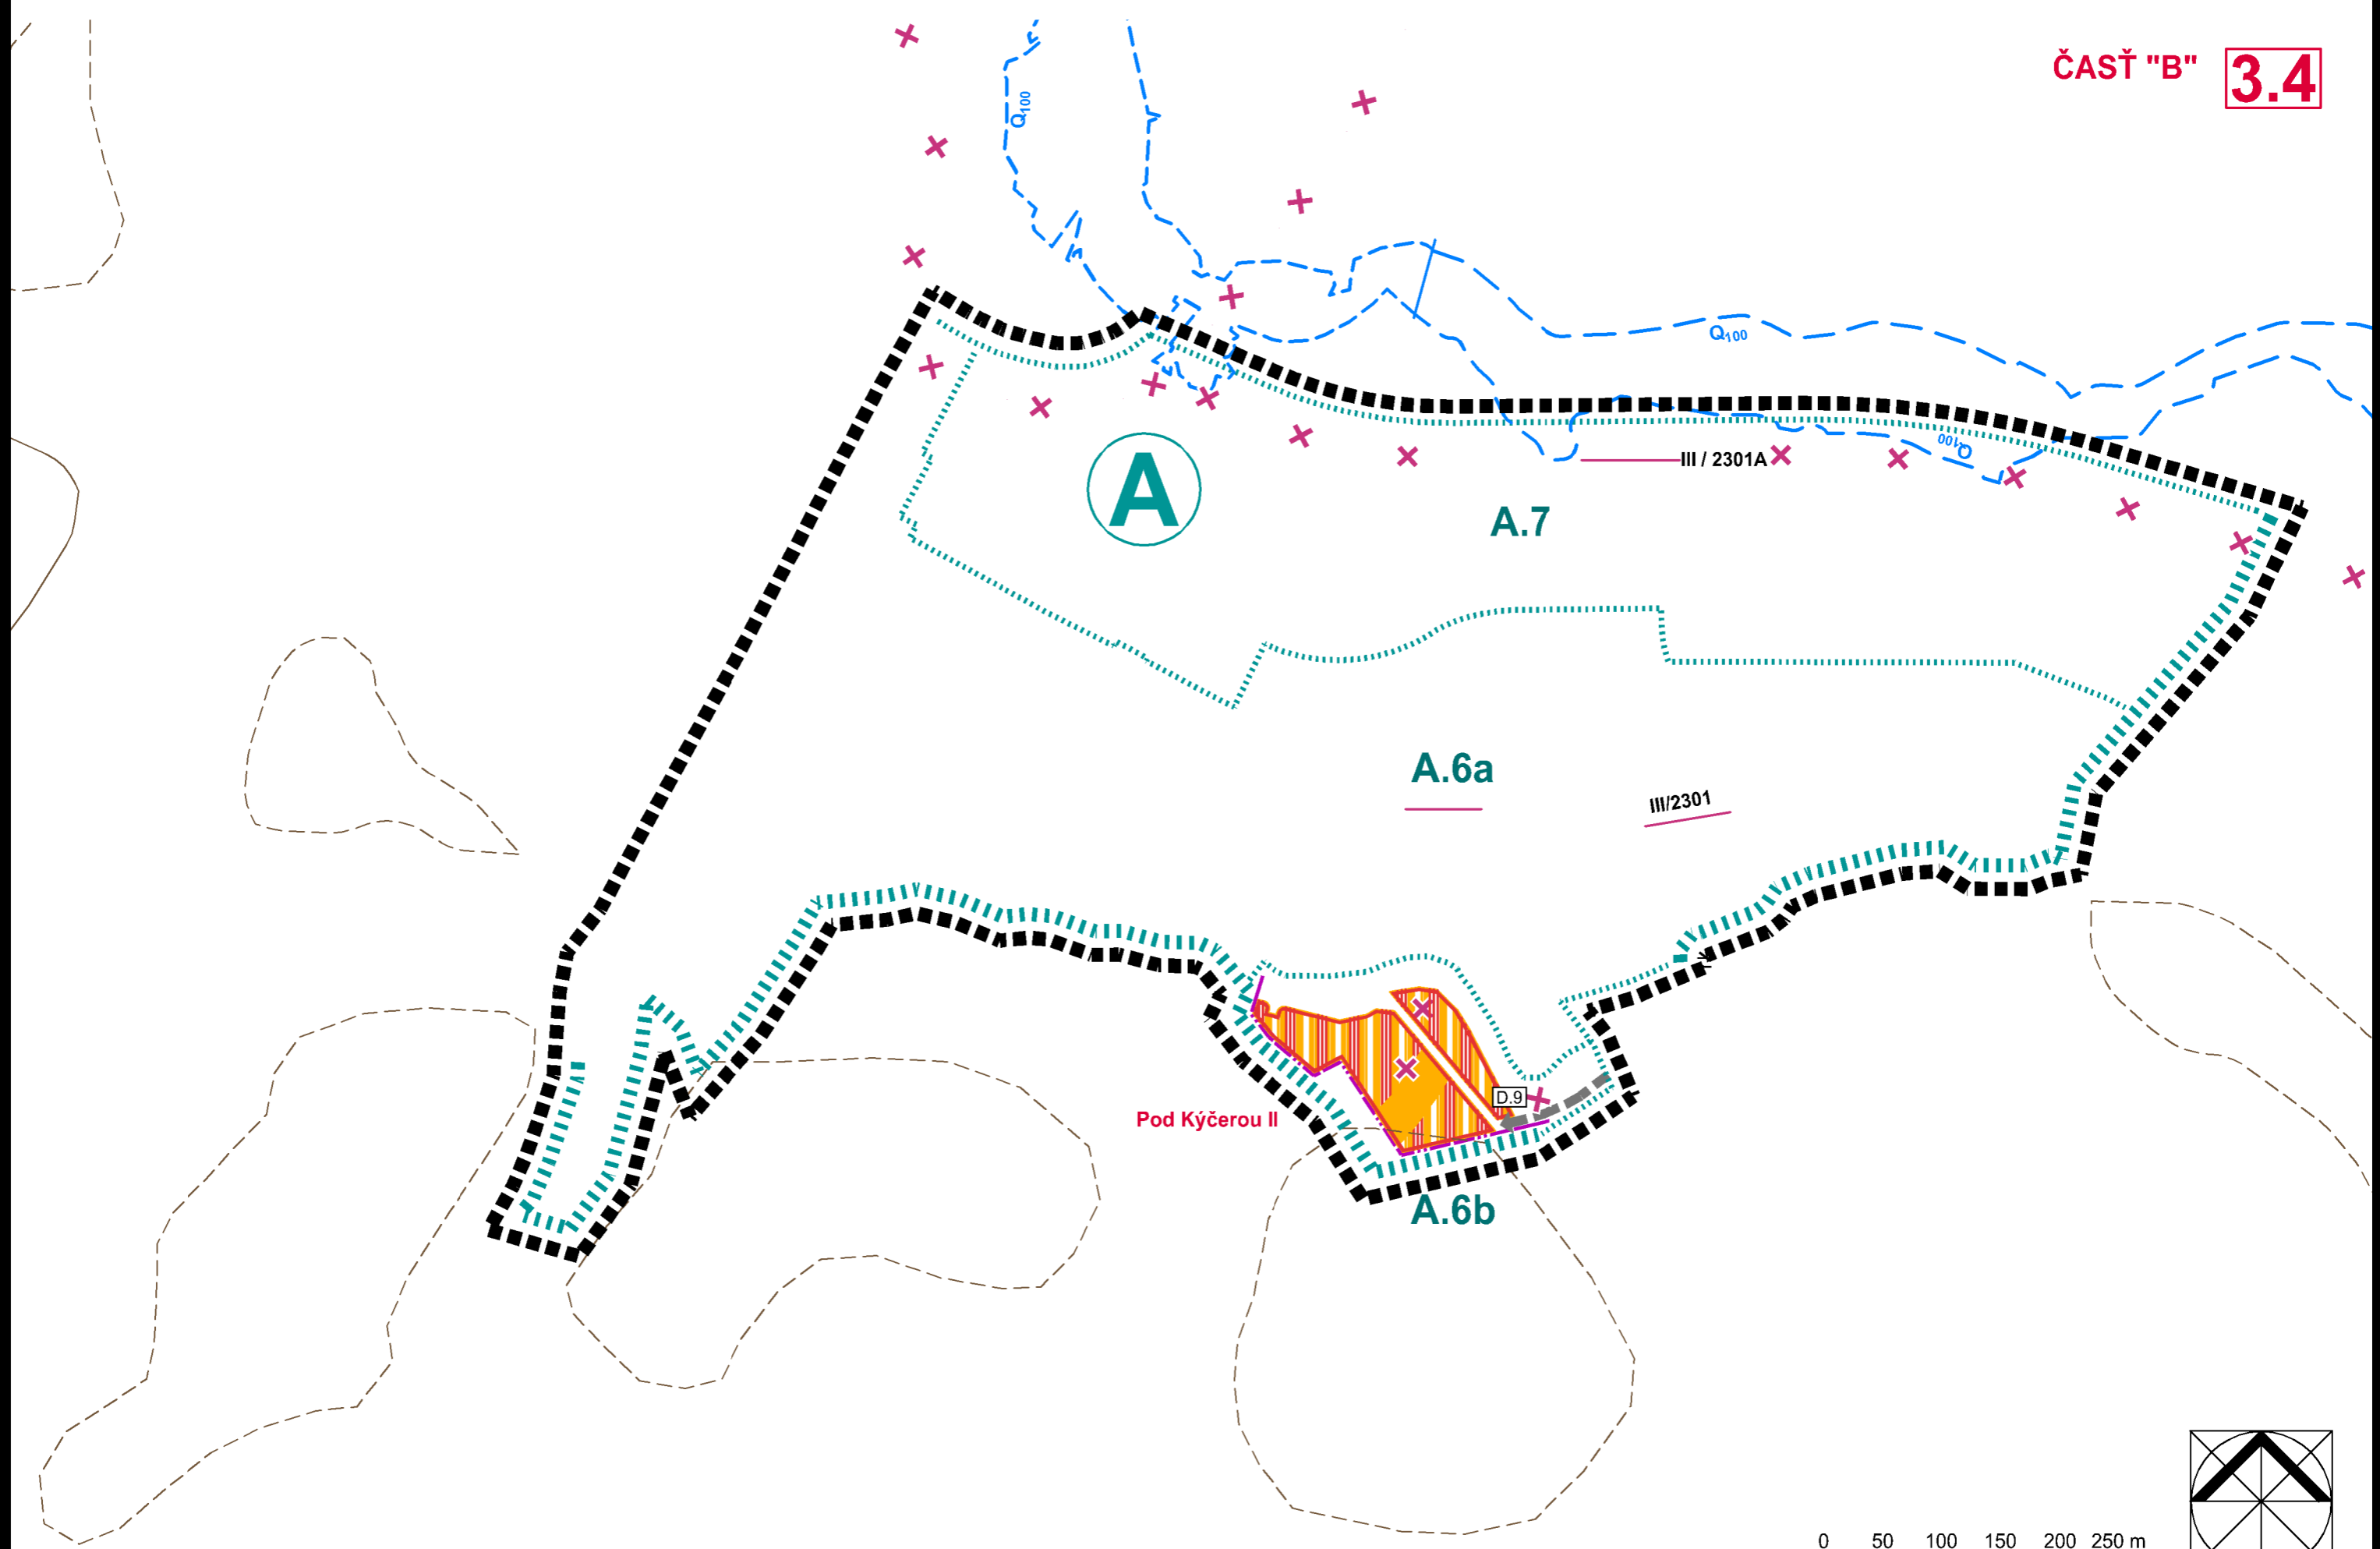 ČASŤ "B" 3.4
Q100
Q100
Q100
III / 2301A
A
A.7
A.6a
III/2301
D.9
Pod Kýčerou II
A.6b
0 50 100 150 200 250 m